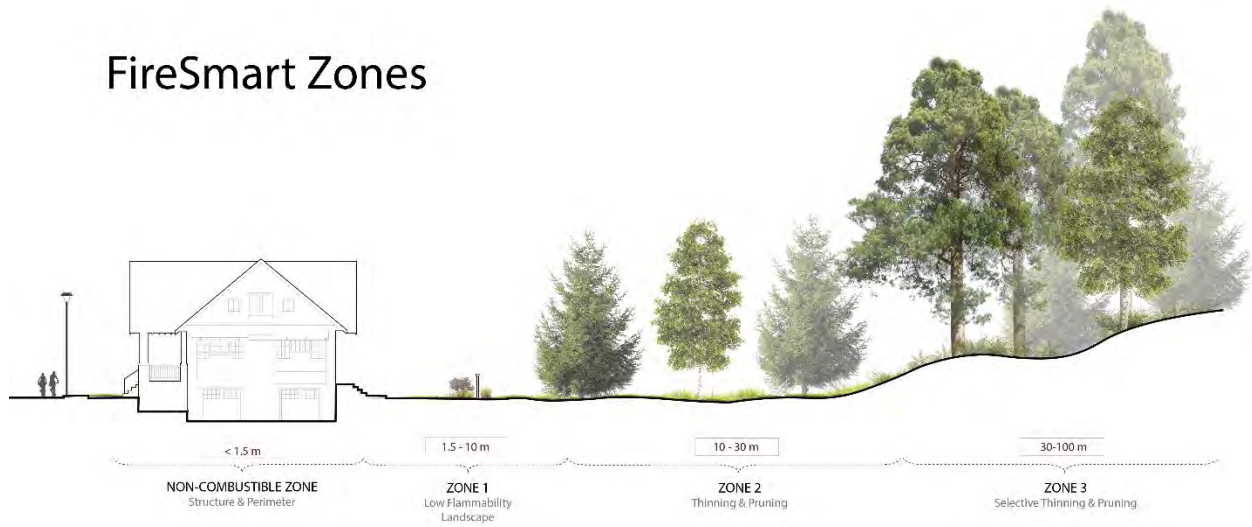 FireSmart Zones
< 1.5 m
1.5 - 10 m
10 - 30 m
30-100 m
NON-COMBUSTIBLE ZONE
Structure & Perimeter
ZONE 1
Low Flammability
Landscape
ZONE 2
Thinning & Pruning
ZONE 3
Selective Thinning & Pruning